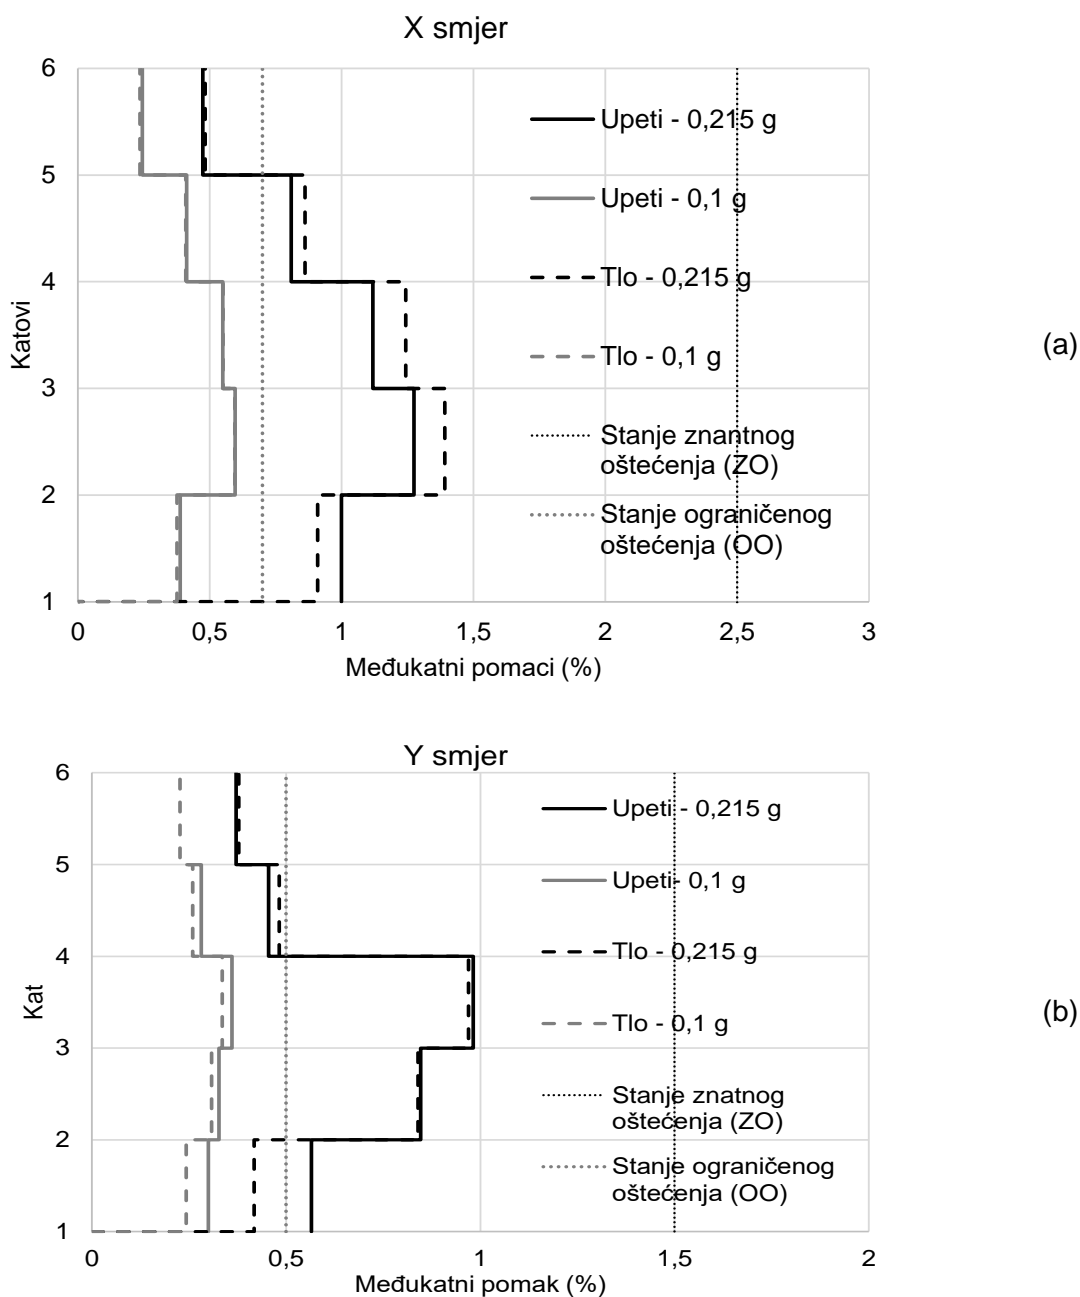 X smjer
6
5
4
3
2
1
Katovi
0
0,5
1
1,5
2
2,5
3
Međukatni pomaci (%)
Upeti - 0,215 g
Upeti - 0,1 g
Tlo - 0,215 g
Tlo - 0,1 g
Stanje znantnog
oštećenja (ZO)
Stanje ograničenog
oštećenja (OO)
(a)
Y smjer
6
5
4
3
2
1
Kat
0
0,5
1
1,5
2
Međukatni pomak (%)
Upeti - 0,215 g
Upeti- 0,1 g
Tlo - 0,215 g
Tlo - 0,1 g
Stanje znatnog
oštećenja (ZO)
Stanje ograničenog
oštećenja (OO)
(b)